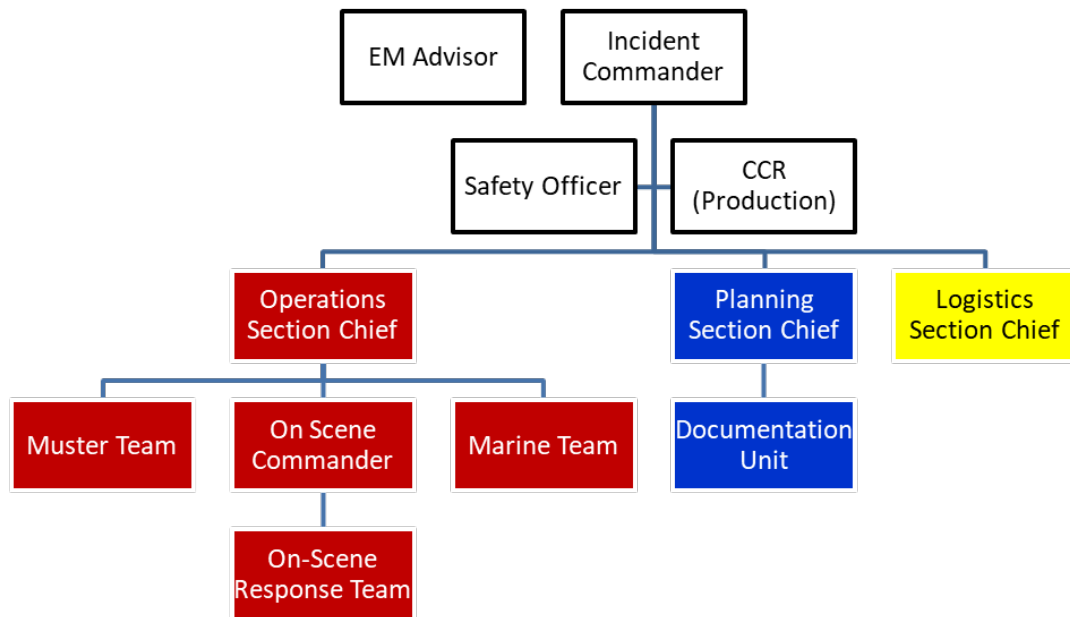 EM Advisor
Incident
Commander
Safety Officer
CCR
(Production)
Operations
Section Chief
Planning
Section Chief
Logistics
Section Chief
Muster Team
On Scene
Commander
Marine Team
Documentation
Unit
On-Scene
Response Team